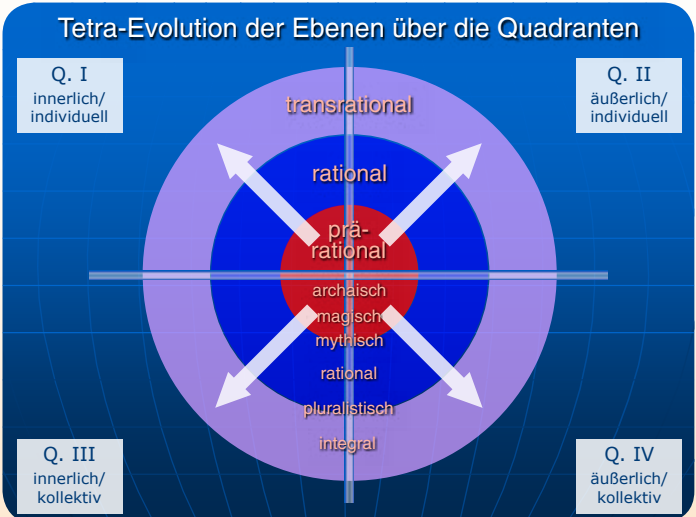 Tetra-Evolution der Ebenen über die Quadranten
Q. I
innerlich/
individuell
Q. II
äußerlich/
individuell
transrational
rational
prä-
rational
archaisch
magisch
mythisch
rational
pluralistisch
integral
Q. III
innerlich/
kollektiv
Q. IV
äußerlich/
kollektiv